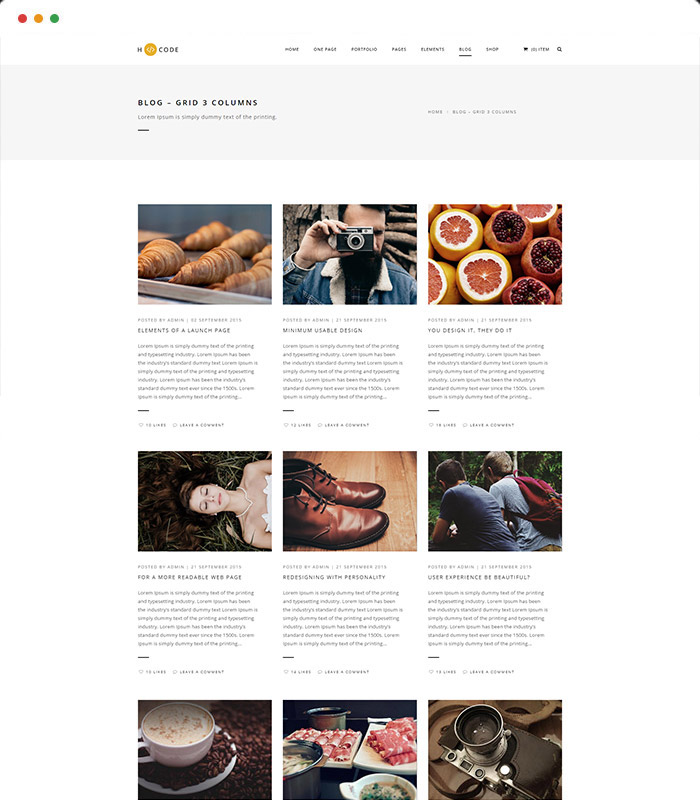 H </> CODE
HOME ONE PAGE PORTFOLIO PAGES ELEMENTS BLOG SHOP (0) ITEM
BLOG – GRID 3 COLUMNS
Lorem Ipsum is simply dummy text of the printing.
HOME / BLOG – GRID 3 COLUMNS
POSTED BY ADMIN | 02 SEPTEMBER 2015
ELEMENTS OF A LAUNCH PAGE
Lorem Ipsum is simply dummy text of the printing
and typesetting industry. Lorem Ipsum has been
the industry's standard dummy text Lorem Ipsum is
simply dummy text of the printing and typesetting
industry. Lorem Ipsum has been the industry's
standard dummy text ever since the 1500s. Lorem
Ipsum is simply dummy text of the printing...
10 LIKES LEAVE A COMMENT
POSTED BY ADMIN | 21 SEPTEMBER 2015
MINIMUM USABLE DESIGN
Lorem Ipsum is simply dummy text of the printing
and typesetting industry. Lorem Ipsum has been
the industry's standard dummy text Lorem Ipsum is
simply dummy text of the printing and typesetting
industry. Lorem Ipsum has been the industry's
standard dummy text ever since the 1500s. Lorem
Ipsum is simply dummy text of the printing...
12 LIKES LEAVE A COMMENT
POSTED BY ADMIN | 21 SEPTEMBER 2015
YOU DESIGN IT, THEY DO IT
Lorem Ipsum is simply dummy text of the printing
and typesetting industry. Lorem Ipsum has been
the industry's standard dummy text Lorem Ipsum is
simply dummy text of the printing and typesetting
industry. Lorem Ipsum has been the industry's
standard dummy text ever since the 1500s. Lorem
Ipsum is simply dummy text of the printing...
LIKES LEAVE A COMMENT
POSTED BY ADMIN | 21 SEPTEMBER 2015
FOR A MORE READABLE WEB PAGE
Lorem Ipsum is simply dummy text of the printing
and typesetting industry. Lorem Ipsum has been
the industry's standard dummy text Lorem Ipsum is
simply dummy text of the printing and typesetting
industry. Lorem Ipsum has been the industry's
standard dummy text ever since the 1500s. Lorem
Ipsum is simply dummy text of the printing...
10 LIKES LEAVE A COMMENT
POSTED BY ADMIN | 21 SEPTEMBER 2015
REDESIGNING WITH PERSONALITY
Lorem Ipsum is simply dummy text of the printing
and typesetting industry. Lorem Ipsum has been
the industry's standard dummy text Lorem Ipsum is
simply dummy text of the printing and typesetting
industry. Lorem Ipsum has been the industry's
standard dummy text ever since the 1500s. Lorem
Ipsum is simply dummy text of the printing...
14 LIKES LEAVE A COMMENT
POSTED BY ADMIN | 21 SEPTEMBER 2015
USER EXPERIENCE BE BEAUTIFUL?
Lorem Ipsum is simply dummy text of the printing
and typesetting industry. Lorem Ipsum has been
the industry's standard dummy text Lorem Ipsum is
simply dummy text of the printing and typesetting
industry. Lorem Ipsum has been the industry's
standard dummy text ever since the 1500s. Lorem
Ipsum is simply dummy text of the printing...
LIKES LEAVE A COMMENT